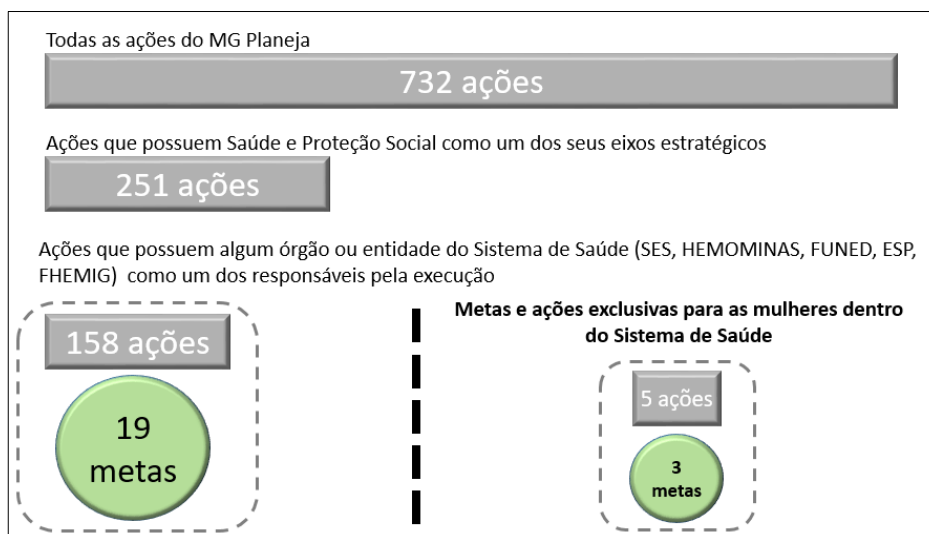 Todas as ações do MG Planeja
732 ações
Ações que possuem Saúde e Proteção Social como um dos seus eixos estratégicos
251 ações
Ações que possuem algum órgão ou entidade do Sistema de Saúde (SES, HEMOMINAS, FUNED, ESP,
FHEMIG) como um dos responsáveis pela execução
158 ações
19
metas
Metas e ações exclusivas para as mulheres dentro
do Sistema de Saúde
5 ações
3
metas